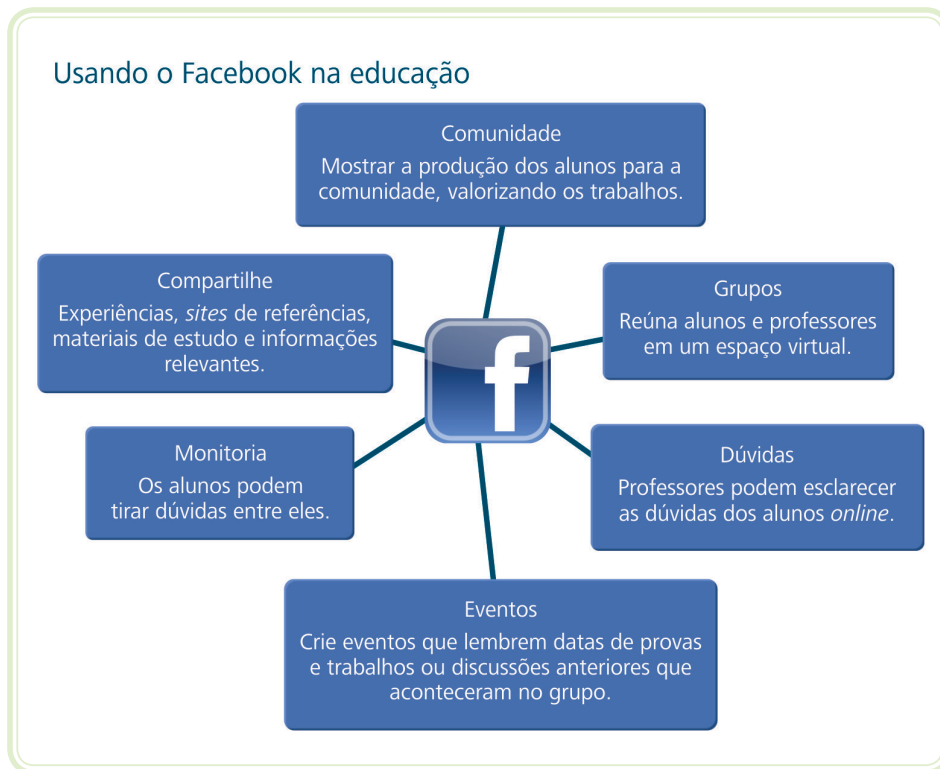 Usando o Facebook na educação
Comunidade
Mostrar a produção dos alunos para a
comunidade, valorizando os trabalhos.
Compartilhe
Experiências, sites de referências,
materiais de estudo e informações
relevantes.
Grupos
Reúna alunos e professores
em um espaço virtual.
f
Monitoria
Os alunos podem
tirar dúvidas entre eles.
Dúvidas
Professores podem esclarecer
as dúvidas dos alunos online.
Eventos
Crie eventos que lembrem datas de provas
e trabalhos ou discussões anteriores que
aconteceram no grupo.